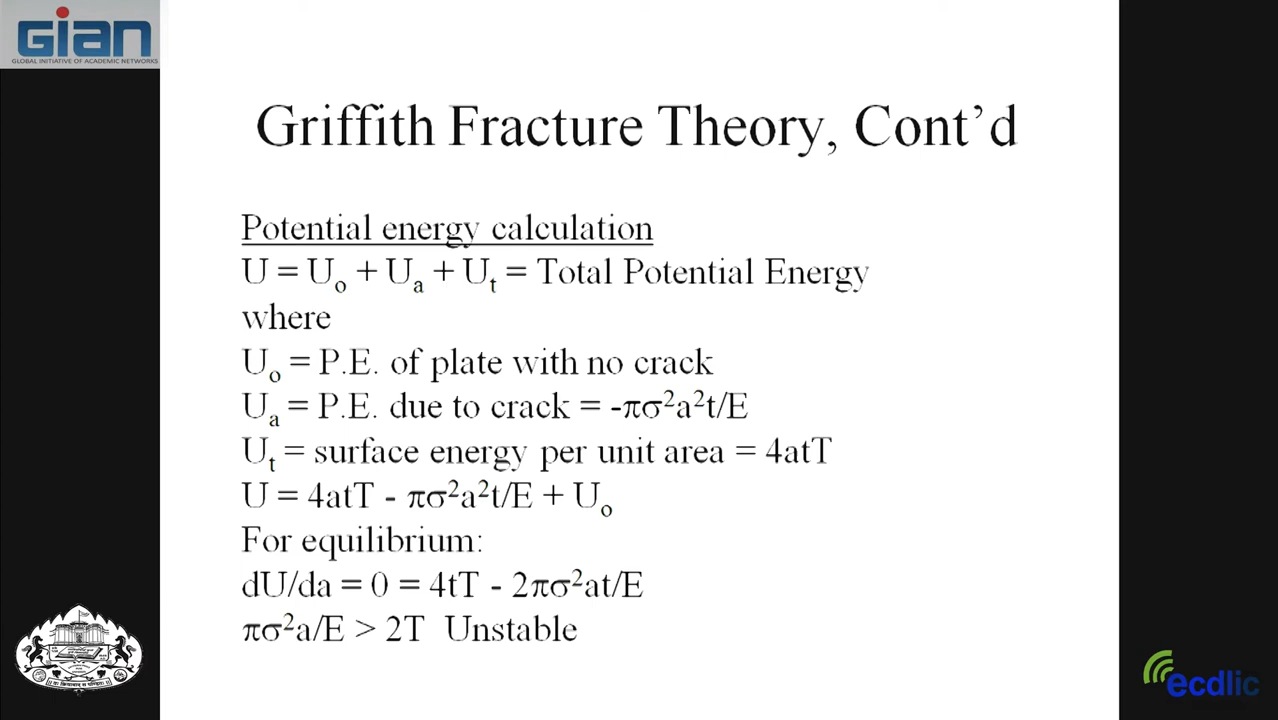 GIAN
GLOBAL INITIATIVE OF ACADEMIC NETWORKS
Griffith Fracture Theory, Cont’d
Potential energy calculation
U = Uₒ + Uₐ + Uₜ = Total Potential Energy
where
Uₒ = P.E. of plate with no crack
Uₐ = P.E. due to crack = -πσ²a²t/E
Uₜ = surface energy per unit area = 4atT
U = 4atT - πσ²a²t/E + Uₒ
For equilibrium:
dU/da = 0 = 4tT - 2πσ²at/E
πσ²a/E > 2T Unstable
ecdlic